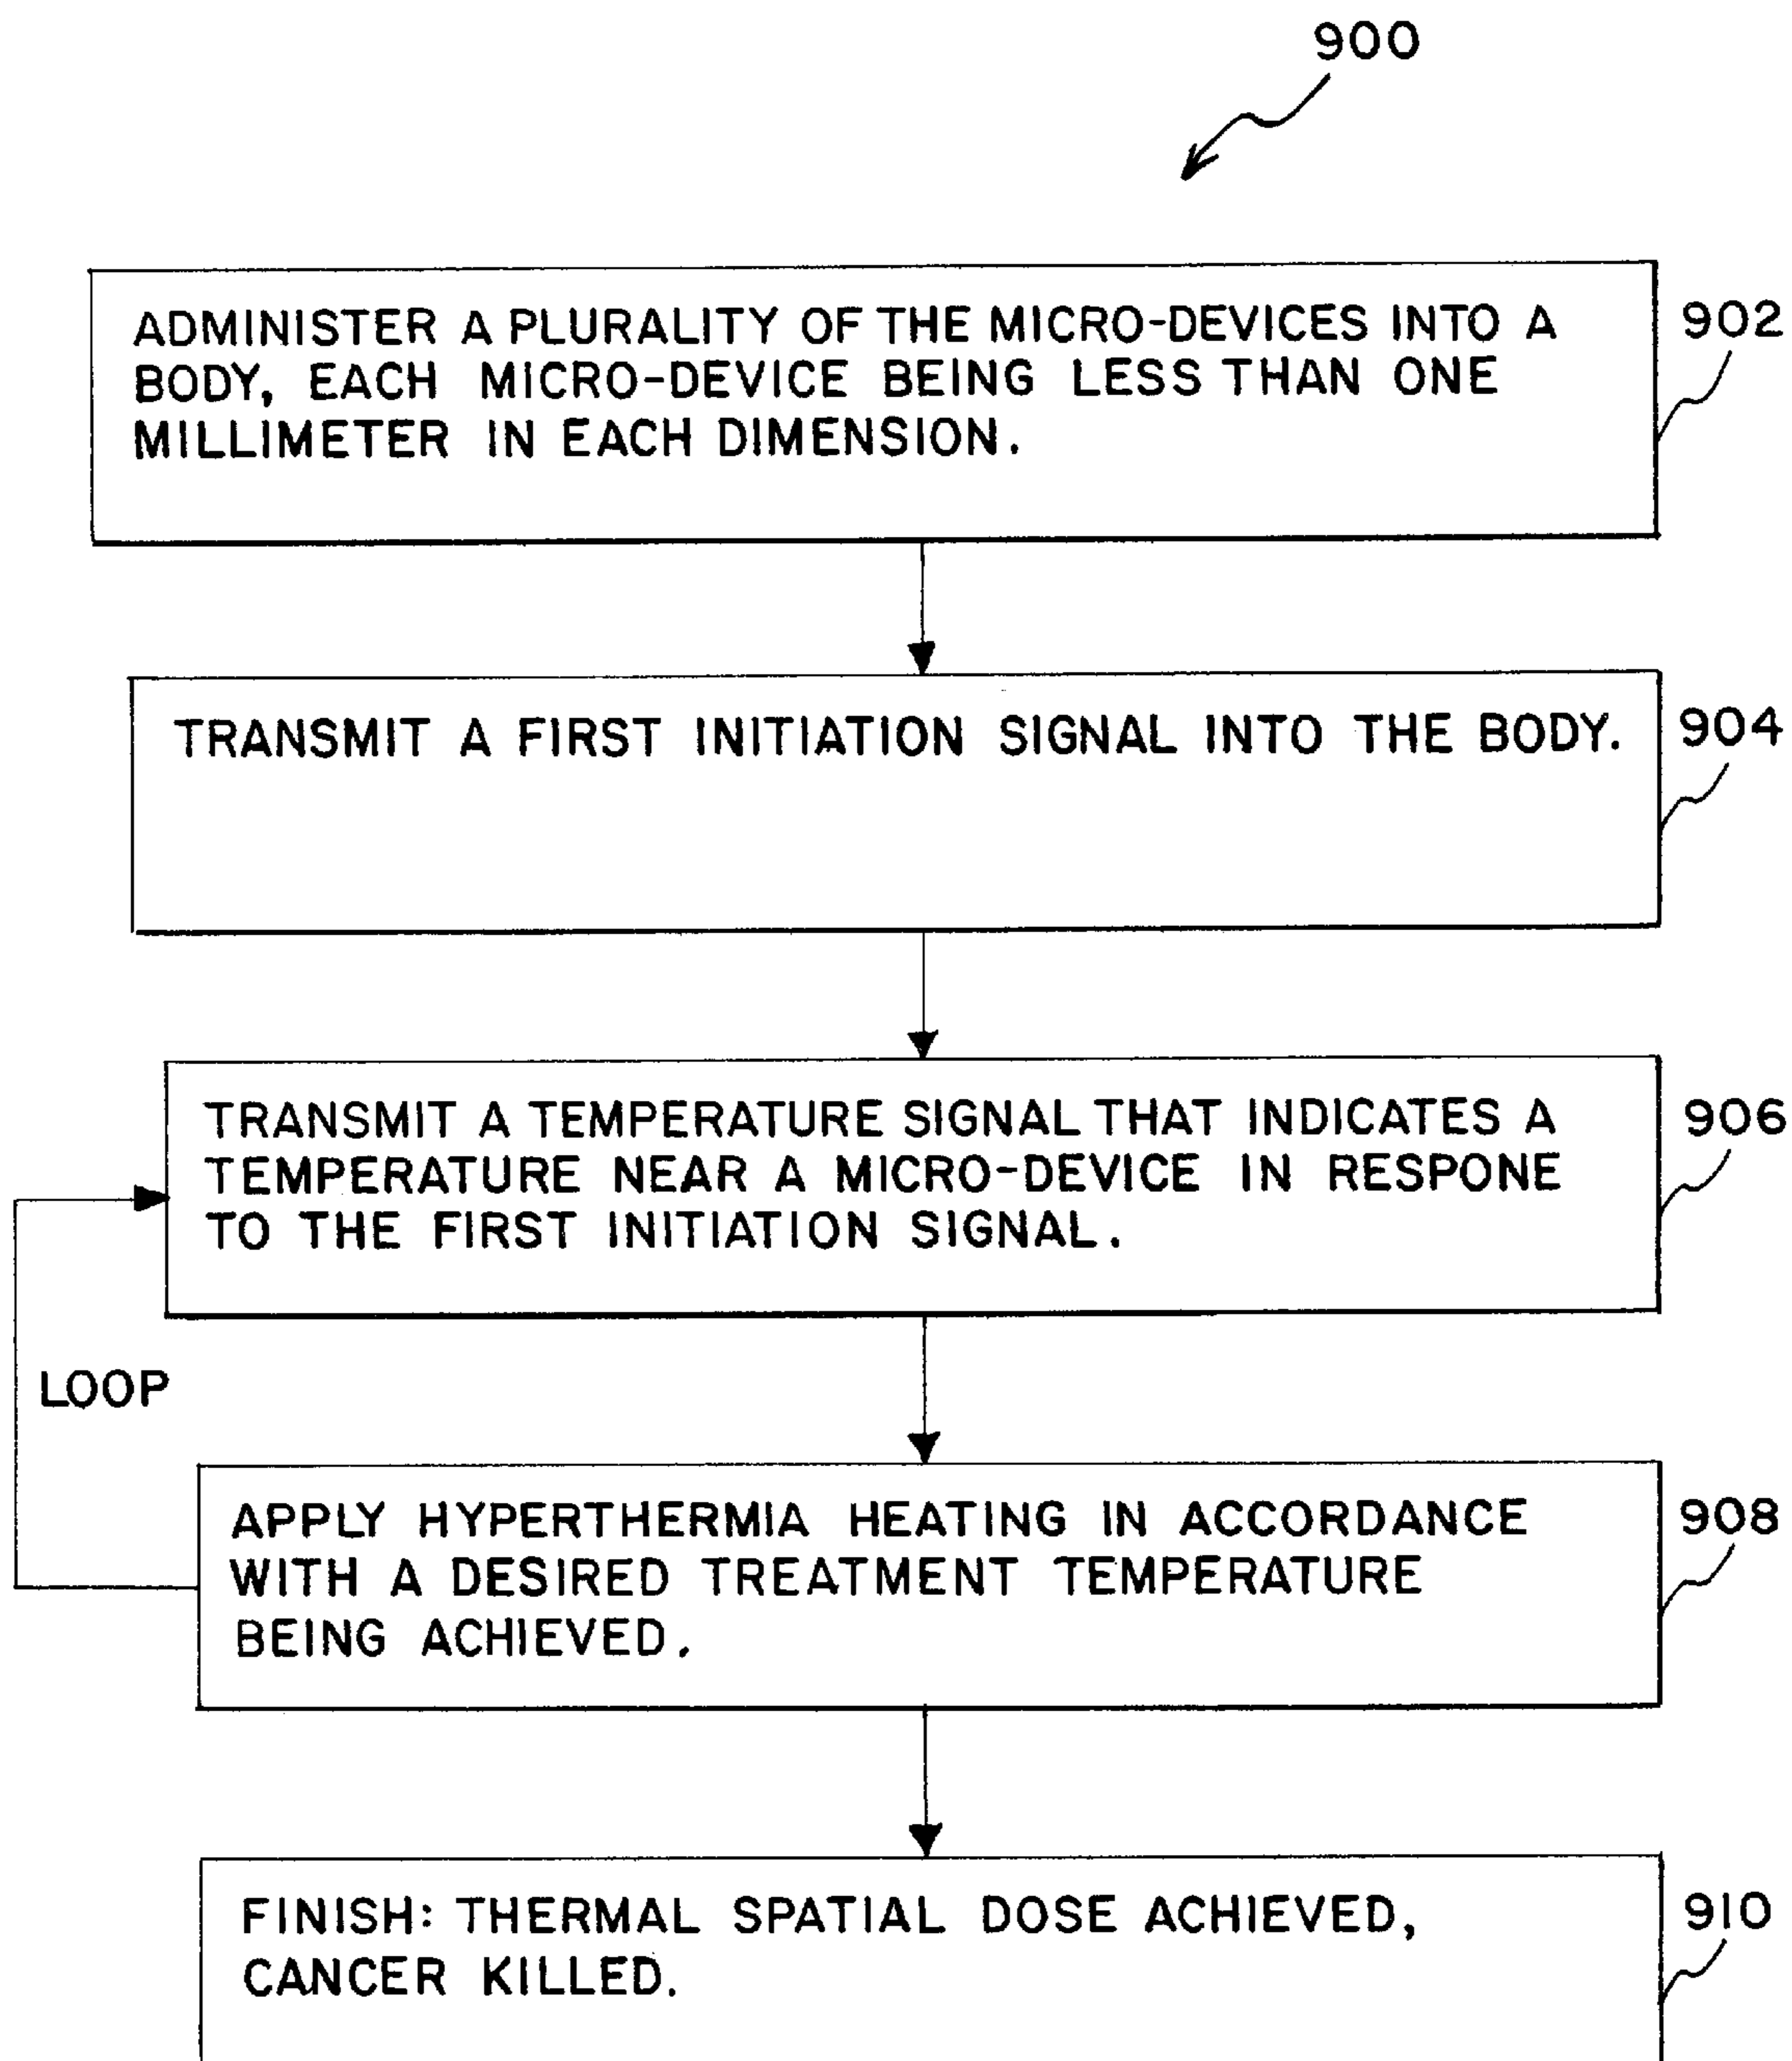 900
ADMINISTER A PLURALITY OF THE MICRO-DEVICES INTO A
BODY, EACH MICRO-DEVICE BEING LESS THAN ONE
MILLIMETER IN EACH DIMENSION.
902
TRANSMIT A FIRST INITIATION SIGNAL INTO THE BODY.
904
TRANSMIT A TEMPERATURE SIGNAL THAT INDICATES A
TEMPERATURE NEAR A MICRO-DEVICE IN RESPONE
TO THE FIRST INITIATION SIGNAL.
906
LOOP
APPLY HYPERTHERMIA HEATING IN ACCORDANCE
WITH A DESIRED TREATMENT TEMPERATURE
BEING ACHIEVED.
908
FINISH: THERMAL SPATIAL DOSE ACHIEVED,
CANCER KILLED.
910